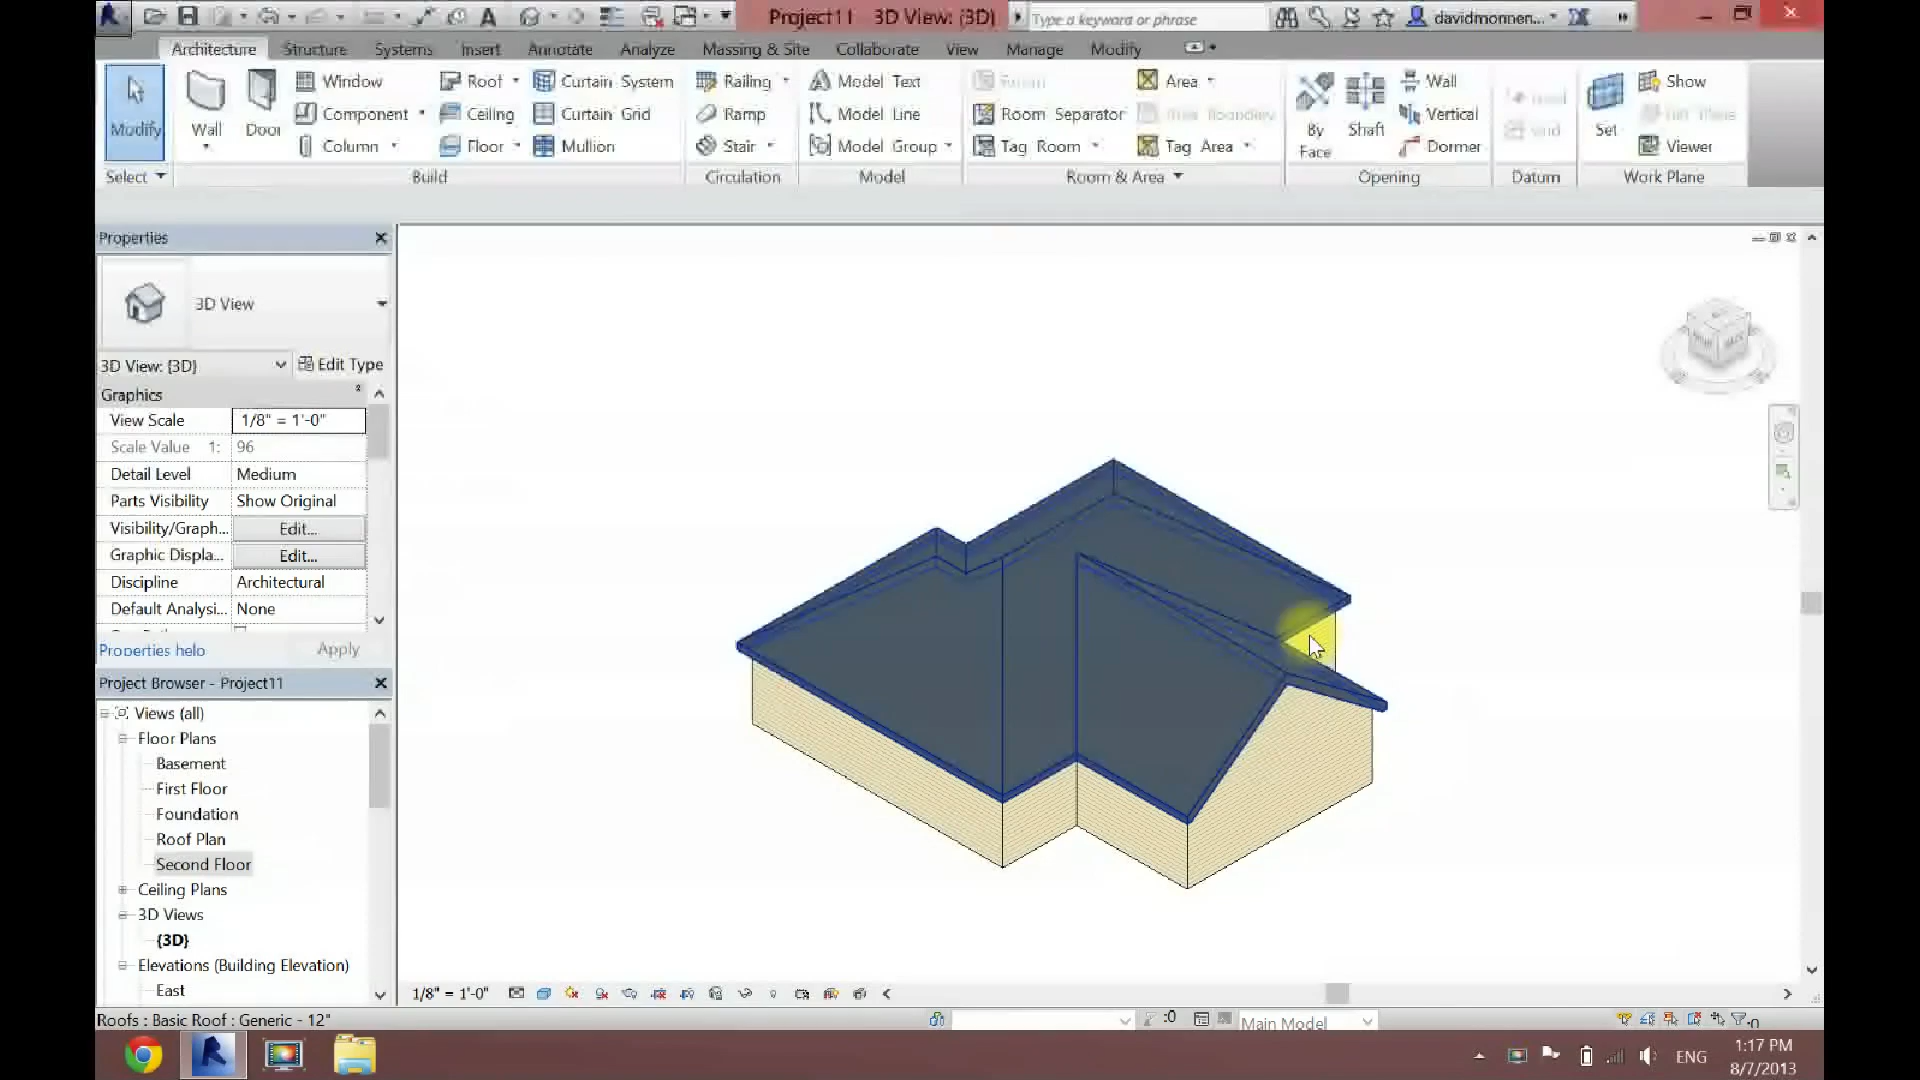 Project11    3D View: {3D}
Type a keyword or phrase
davidmonnen...
Architecture
Structure
Systems
Insert
Annotate
Analyze
Massing & Site
Collaborate
View
Manage
Modify
Modify
Wall
Door
Window
Component
Column
Roof
Ceiling
Floor
Curtain System
Curtain Grid
Mullion
Railing
Ramp
Stair
Model Text
Model Line
Model Group
Room
Room Separator
Tag Room
Area
Area Boundary
Tag Area
By
Face
Shaft
Wall
Vertical
Dormer
Level
Grid
Set
Show
Ref Plane
Viewer
Select
Build
Circulation
Model
Room & Area
Opening
Datum
Work Plane
Properties
3D View
3D View: {3D}
Edit Type
Graphics
View Scale
1/8" = 1'-0"
Scale Value 1:
96
Detail Level
Medium
Parts Visibility
Show Original
Visibility/Graph...
Edit...
Graphic Displa...
Edit...
Discipline
Architectural
Default Analysi...
None
Properties help
Apply
Project Browser - Project11
Views (all)
Floor Plans
Basement
First Floor
Foundation
Roof Plan
Second Floor
Ceiling Plans
3D Views
{3D}
Elevations (Building Elevation)
East
1/8" = 1'-0"
Roofs : Basic Roof : Generic - 12"
:0
Main Model
:0
ENG
1:17 PM
8/7/2013